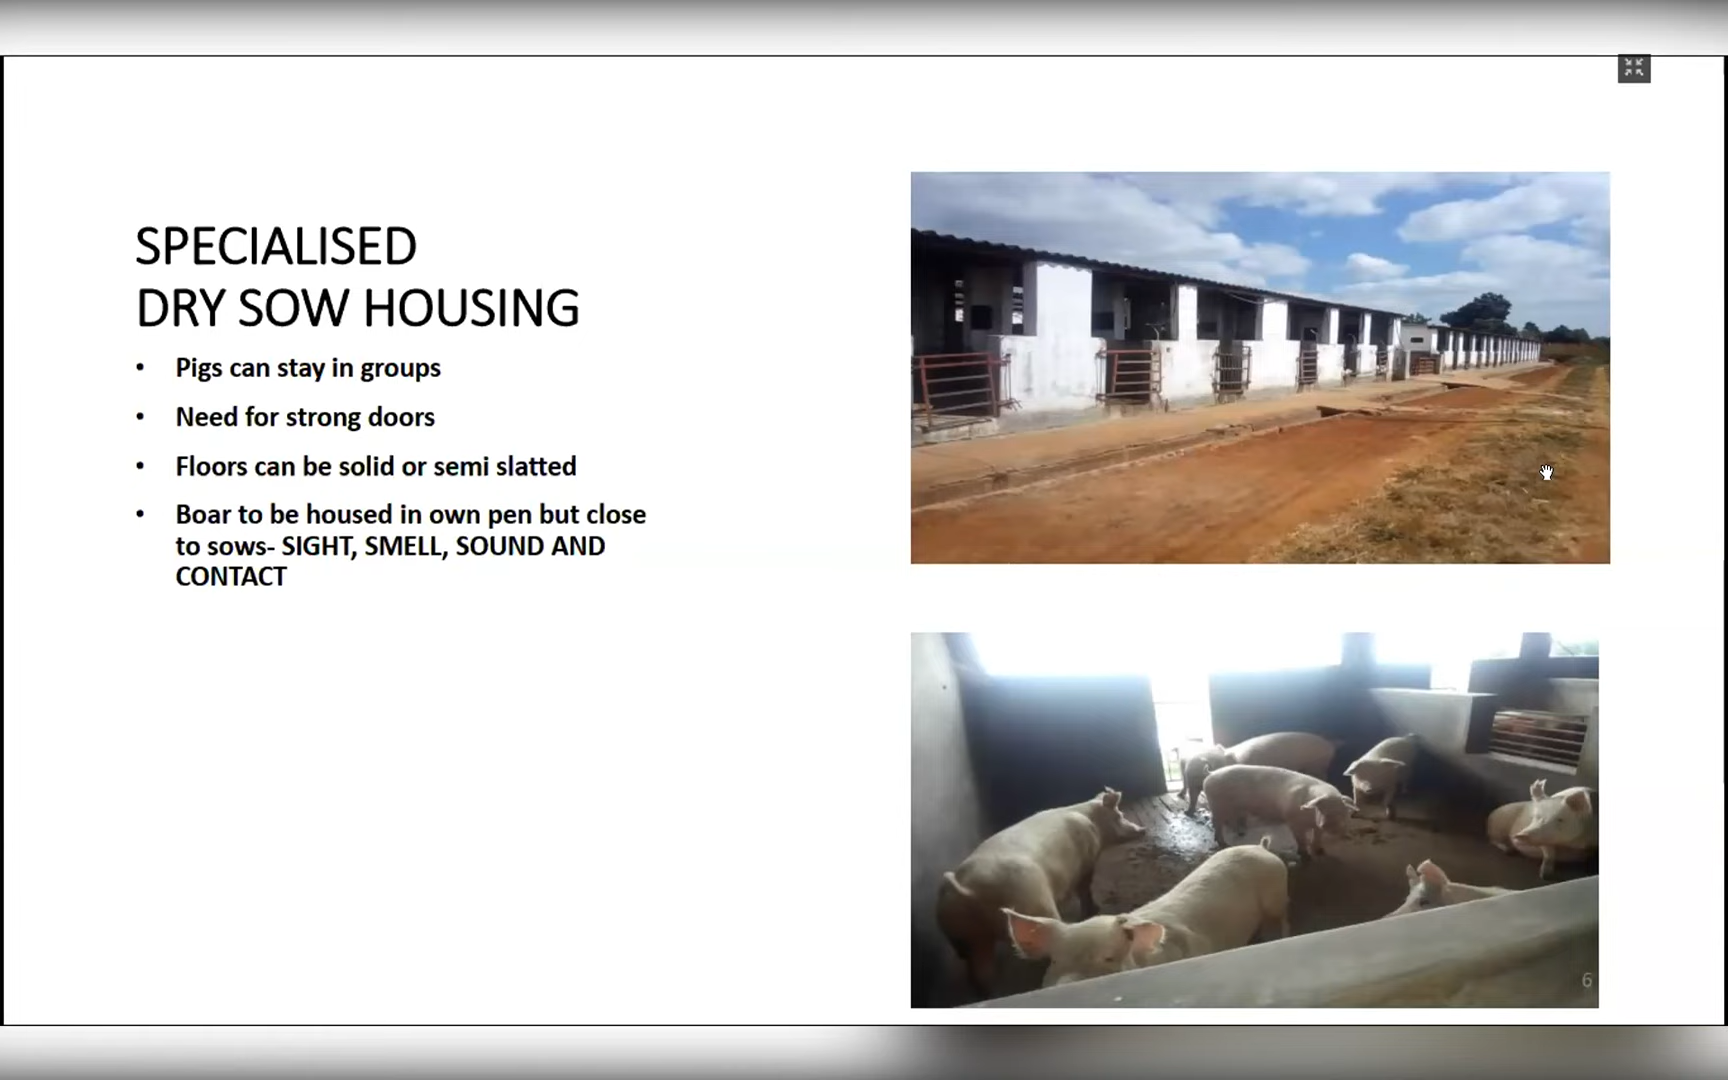 SPECIALISED
DRY SOW HOUSING
• Pigs can stay in groups
• Need for strong doors
• Floors can be solid or semi slatted
• Boar to be housed in own pen but close
to sows- SIGHT, SMELL, SOUND AND
CONTACT
6